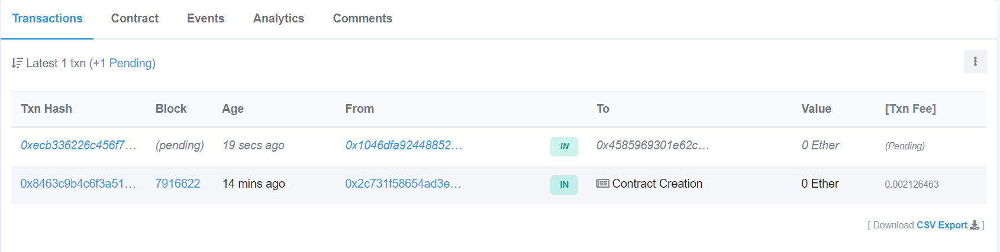 Transactions Contract Events Analytics Comments
Latest 1 txn (+1 Pending)
Txn Hash Block Age From To Value [Txn Fee]
0xecb336226c456f7... (pending) 19 secs ago 0x1046dfa92448852... IN 0x4585969301e62c... 0 Ether (Pending)
0x8463c9b4c6f3a51... 7916622 14 mins ago 0x2c731f58654ad3e... IN Contract Creation 0 Ether 0.002126463
[ Download CSV Export ]